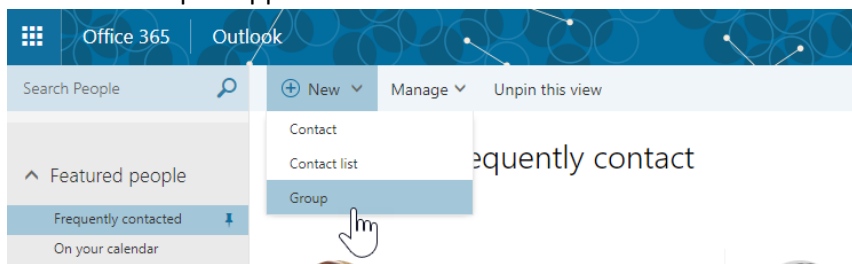 Office 365 Outlook
Search People New Manage Unpin this view
Contact
Contact list equently contact
Featured people
Group
Frequently contacted
On your calendar